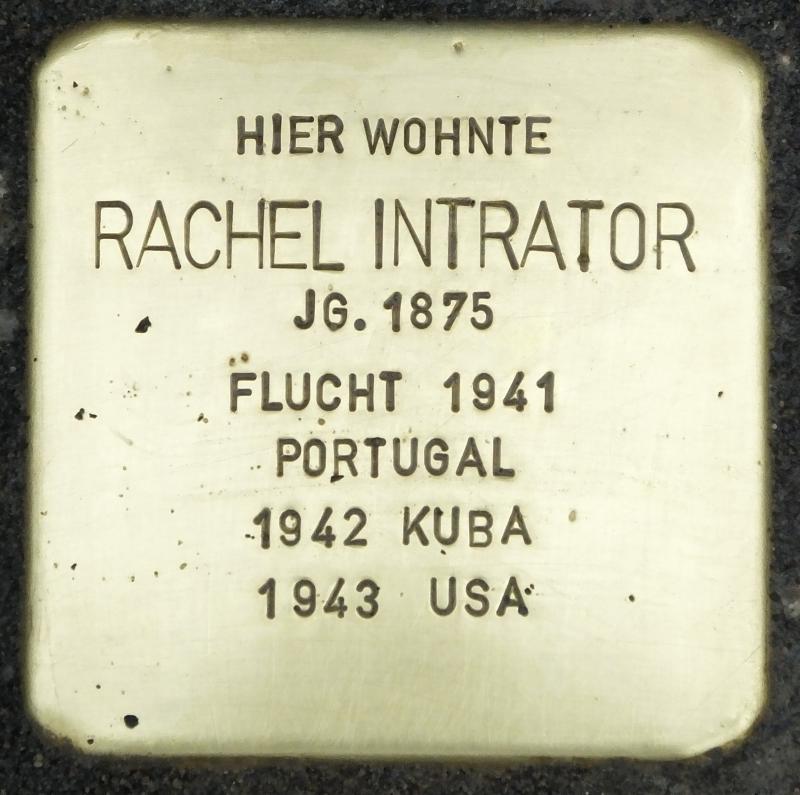 HIER WOHNTE
RACHEL INTRATOR
JG. 1875
FLUCHT 1941
PORTUGAL
1942 KUBA
1943 USA